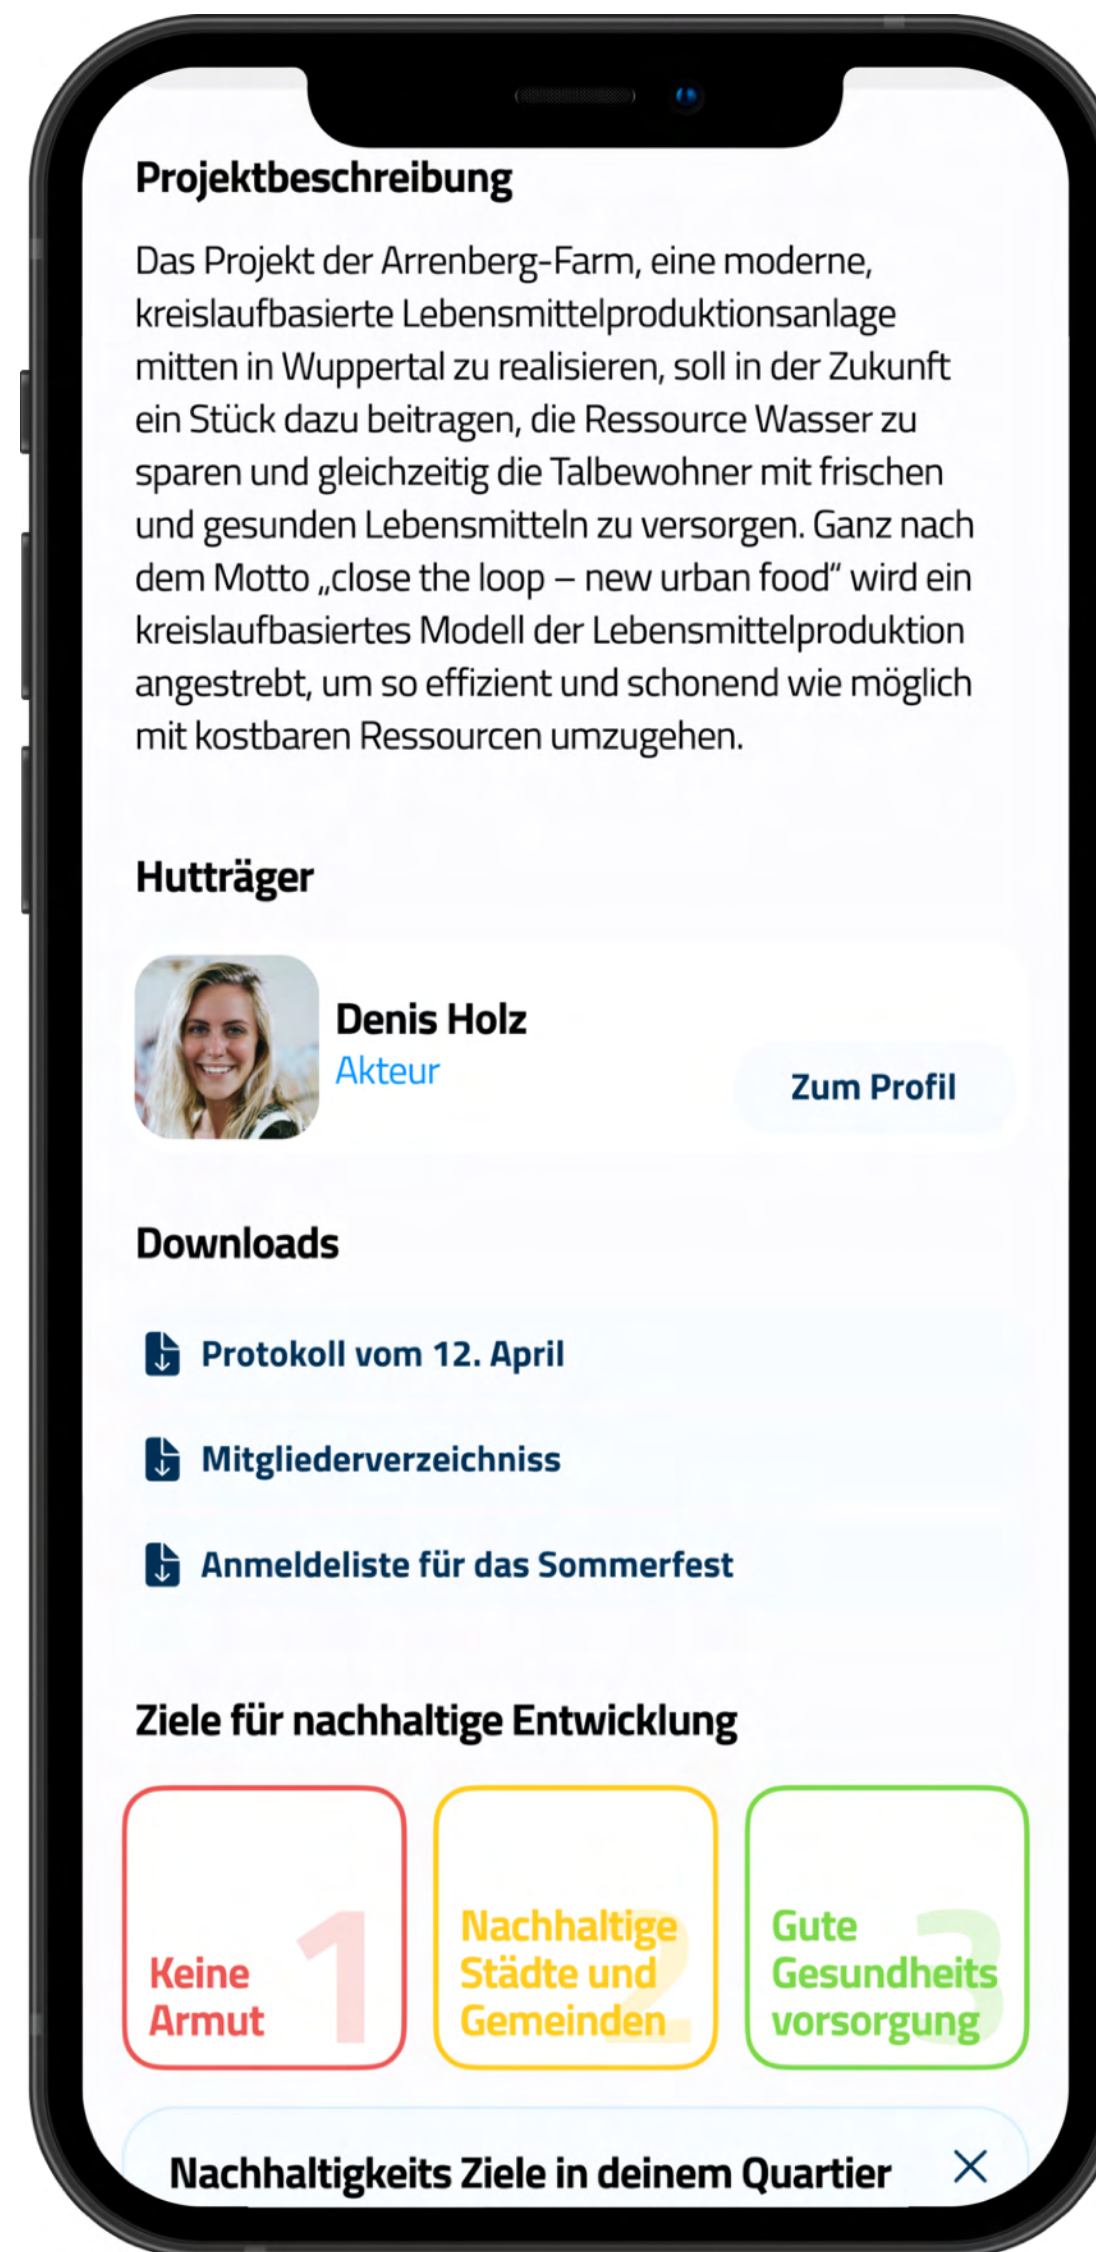 Projektbeschreibung
Das Projekt der Arrenberg-Farm, eine moderne,
kreislaufbasierte Lebensmittelproduktionsanlage
mitten in Wuppertal zu realisieren, soll in der Zukunft
ein Stück dazu beitragen, die Ressource Wasser zu
sparen und gleichzeitig die Talbewohner mit frischen
und gesunden Lebensmitteln zu versorgen. Ganz nach
dem Motto „close the loop – new urban food“ wird ein
kreislaufbasiertes Modell der Lebensmittelproduktion
angestrebt, um so effizient und schonend wie möglich
mit kostbaren Ressourcen umzugehen.
Hutträger
Denis Holz
Akteur
Zum Profil
Downloads
Protokoll vom 12. April
Mitgliederverzeichniss
Anmeldeliste für das Sommerfest
Ziele für nachhaltige Entwicklung
Keine
Armut
1
Nachhaltige
Städte und
Gemeinden
2
Gute
Gesundheits
vorsorgung
3
Nachhaltigkeits Ziele in deinem Quartier